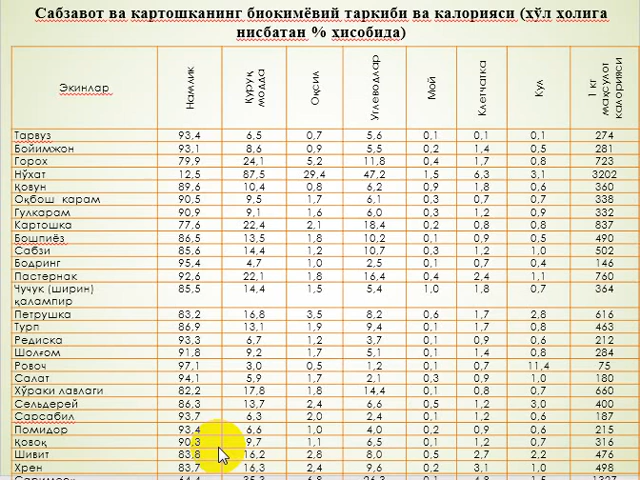 Сабзавот ва картошканинг биокимёвий таркиби ва калорияси (ҳўл ҳолига
нисбатан % ҳисобида)
Экинлар Намлик Қуруқ модда Оқсил Углеводлар Мой Клетчатка Кул 1 кг маҳсулот калорияси
Тарвуз 93,4 6,5 0,7 5,6 0,1 0,1 0,1 274
Бойимжон 93,1 8,6 0,9 5,5 0,2 1,4 0,5 281
Горох 79,9 24,1 5,2 11,8 0,4 1,7 0,8 723
Нўхат 12,5 87,5 29,4 47,2 1,5 6,3 3,1 3202
қовун 89,6 10,4 0,8 6,2 0,9 1,8 0,6 360
Оқбош карам 90,5 9,5 1,7 6,1 0,3 0,7 0,7 338
Гулкарам 90,9 9,1 1,6 6,0 0,3 1,2 0,9 332
Картошка 77,6 22,4 2,1 18,4 0,2 0,8 0,8 837
Бошпиёз 86,5 13,5 1,8 10,2 0,1 0,9 0,5 490
Сабзи 85,6 14,4 1,2 10,7 0,3 1,2 1,0 502
Бодринг 95,4 4,7 1,0 2,5 0,1 0,7 0,4 146
Пастернак 92,6 22,1 1,8 16,4 0,4 2,4 1,1 760
Чучук (ширин) 85,5 14,4 1,5 5,4 1,0 1,8 0,7 364
қалампир
Петрушка 83,2 16,8 3,5 8,2 0,6 1,7 2,8 616
Турп 86,9 13,1 1,9 9,4 0,1 1,7 0,8 463
Редиска 93,3 6,7 1,2 3,7 0,1 0,9 0,6 212
Шолғом 91,8 9,2 1,7 5,1 0,1 1,4 0,8 284
Ровоч 97,1 3,0 0,5 1,2 0,1 0,7 11,4 75
Салат 94,1 5,9 1,7 2,1 0,3 0,9 1,0 180
Хўраки лавлаги 82,2 17,8 1,8 14,4 0,1 0,8 0,7 660
Сельдерей 86,3 13,7 2,4 6,6 0,5 1,2 3,0 400
Сарсабил 93,7 6,3 2,0 2,4 0,1 1,2 0,6 187
Помидор 93,4 6,6 1,0 4,0 0,2 0,9 0,6 215
қовоқ 90,3 9,7 1,1 6,5 0,1 1,2 0,7 316
Шивит 83,8 16,2 2,8 8,0 0,5 2,7 2,2 476
Хрен 83,7 16,3 2,4 9,6 0,2 3,1 1,0 498